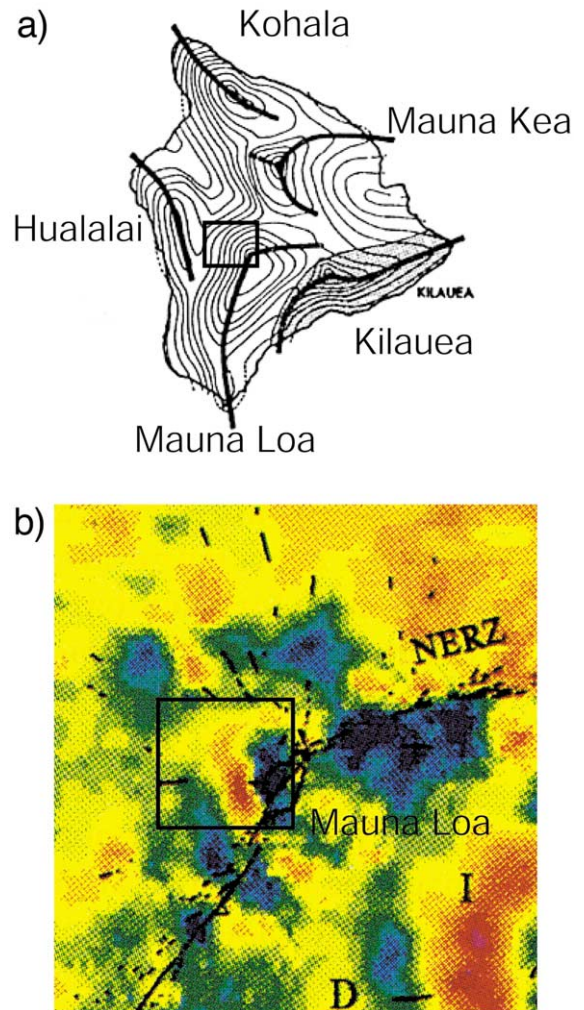 a)
Kohala
Mauna Kea
Hualalai
KILAUEA
Kilauea
Mauna Loa
b)
NERZ
Mauna Loa
I
D